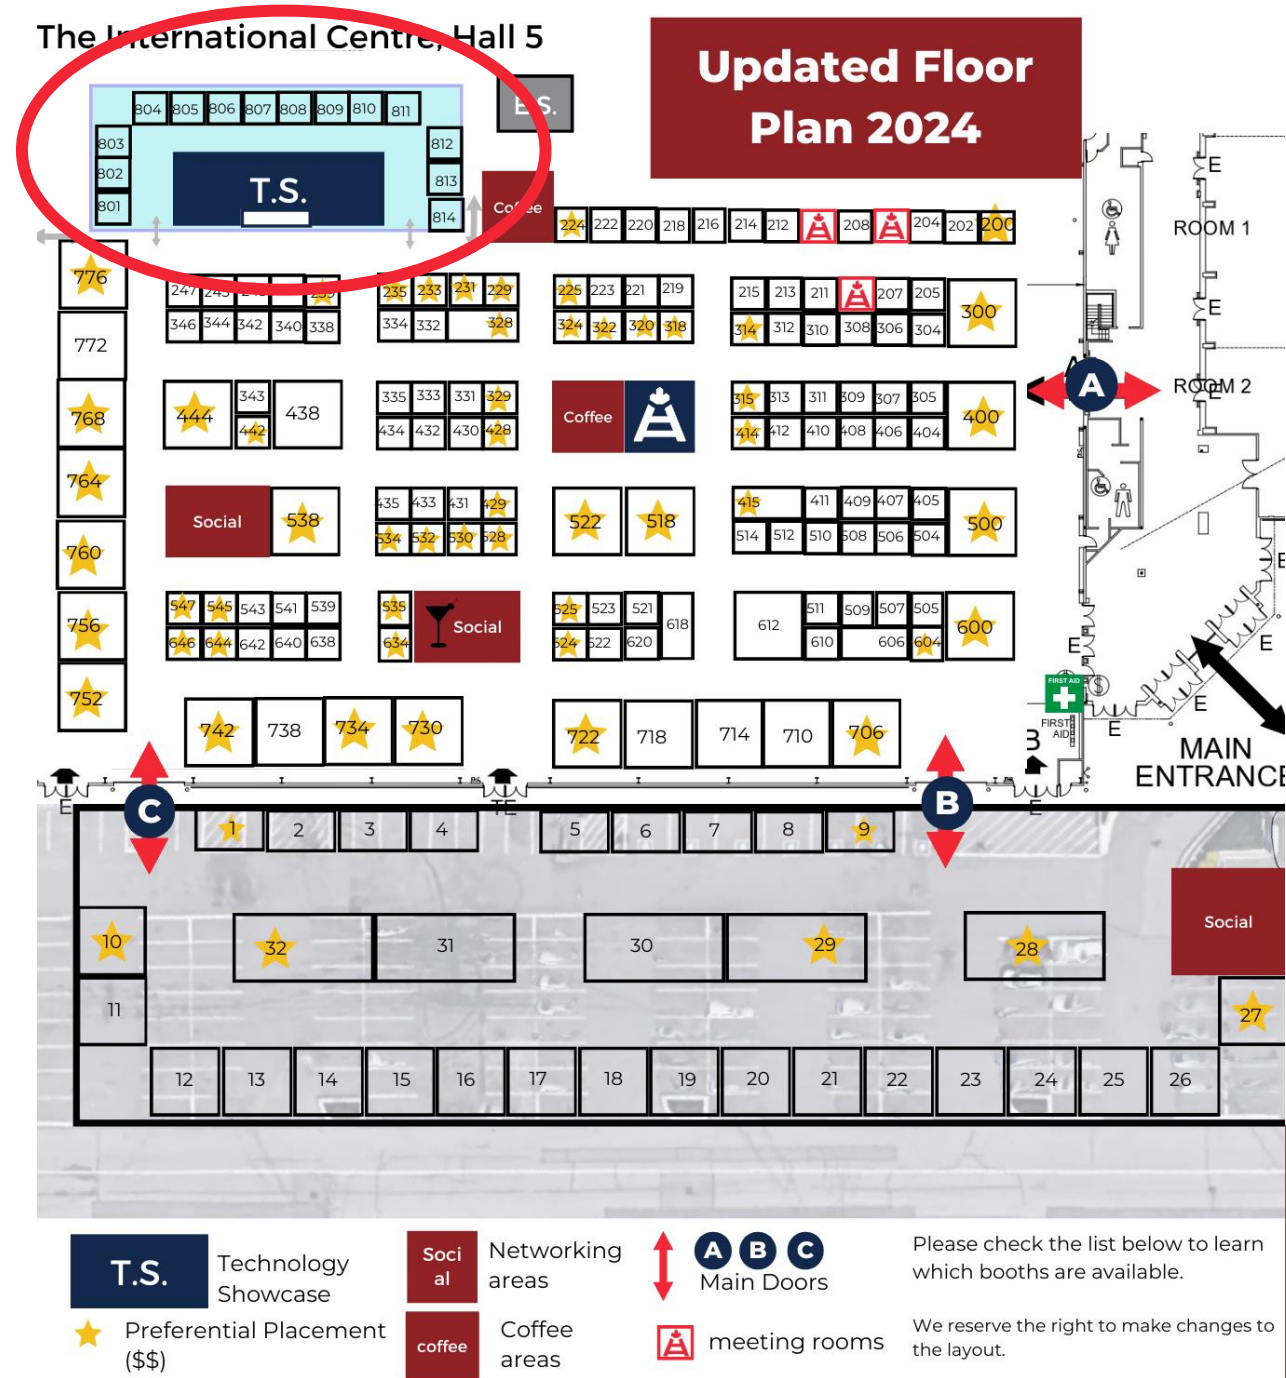 The International Centre, Hall 5
Updated Floor
Plan 2024
E.S.
804 805 806 807 808 809 810 811
803
802
801
812
813
814
T.S.
Coffee
224 222 220 218 216 214 212 208 204 202 200
ROOM 1
776
772
768
764
760
756
752
247 245
346 344 342 340 338
235 233 231 229
334 332 328
225 223 221 219
324 322 320 318
215 213 211 207 205
314 312 310 308 306 304
300
A
ROOM 2
444 343 438
442
335 333 331 329
434 432 430 428
Coffee
315 313 311 309 307 305
414 412 410 408 406 404
400
Social
538
435 433 431 429
534 532 530 528
522 518
415 411 409 407 405
514 512 510 508 506 504
500
547 545 543 541 539
646 644 642 640 638
535
634
Social
525 523 521
624 622 620
618
612
511 509 507 505
610 606 604
600
FIRST AID
FIRST
AID
742 738 734 730
722 718 714 710 706
B
MAIN
ENTRANCE
E E E E E E E E
E TE E
C
B
1 2 3 4 5 6 7 8 9
10 32 31 30 29 28
Social
11
27
12 13 14 15 16 17 18 19 20 21 22 23 24 25 26
T.S.
Technology
Showcase
Soci
al
Networking
areas
A B C
Main Doors
Please check the list below to learn
which booths are available.
Preferential Placement
($$)
coffee
Coffee
areas
meeting rooms
We reserve the right to make changes to
the layout.